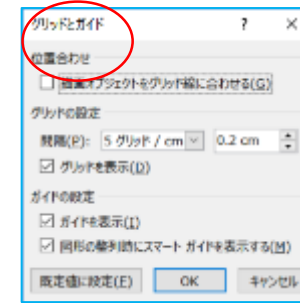 グリッドとガイド ? ×
位置合わせ
描画オブジェクトをグリッド線に合わせる(G)
グリッドの設定
間隔(P): 5 グリッド / cm 0.2 cm
グリッドを表示(D)
ガイドの設定
ガイドを表示(I)
図形の整列時にスマート ガイドを表示する(M)
既定値に設定(E) OK キャンセル